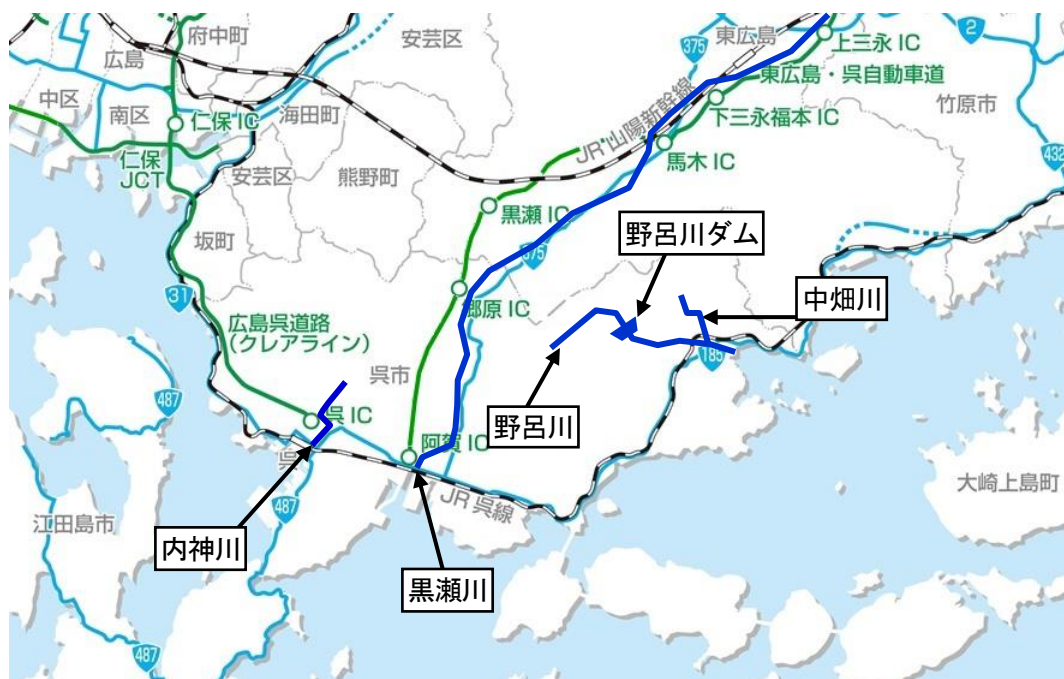 府中町
安芸区
東広島
上三永 IC
2
375
広島
東広島・呉自動車道
中区
南区
仁保 IC
海田町
下三永福本 IC
竹原市
JR山陽新幹線
仁保
JCT
安芸区
熊野町
馬木 IC
432
黒瀬 IC
坂町
野呂川ダム
375
31
郷原 IC
中畑川
広島呉道路
(クレアライン)
呉市
185
487
呉 IC
野呂川
呉
阿賀 IC
JR 呉線
大崎上島町
487
江田島市
内神川
黒瀬川
487